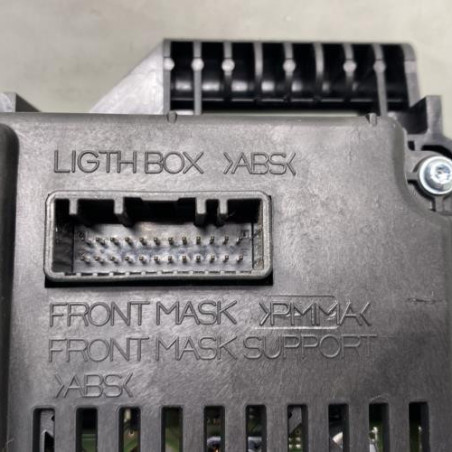 LIGTH BOX >ABS<
FRONT MASK >PMMA<
FRONT MASK SUPPORT
>ABS<